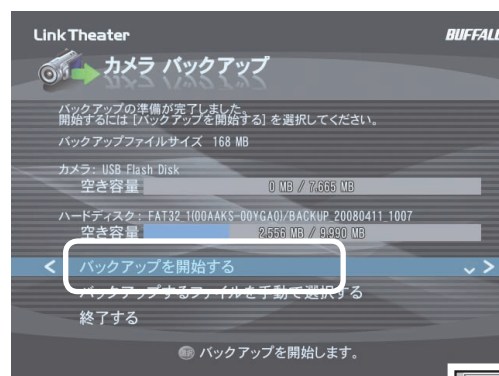 LinkTheater
BUFFAL
カメラ バックアップ
バックアップの準備が完了しました。
開始するには [バックアップを開始する] を選択してください。
バックアップファイルサイズ 168 MB
カメラ: USB Flash Disk
空き容量 0 MB / 7,665 MB
ハードディスク: FAT32_1(00AAKS-00YGA0)/BACKUP_20080411_1007
空き容量 2,556 MB / 9,990 MB
バックアップを開始する
バックアップするファイルを手動で選択する
終了する
バックアップを開始します。